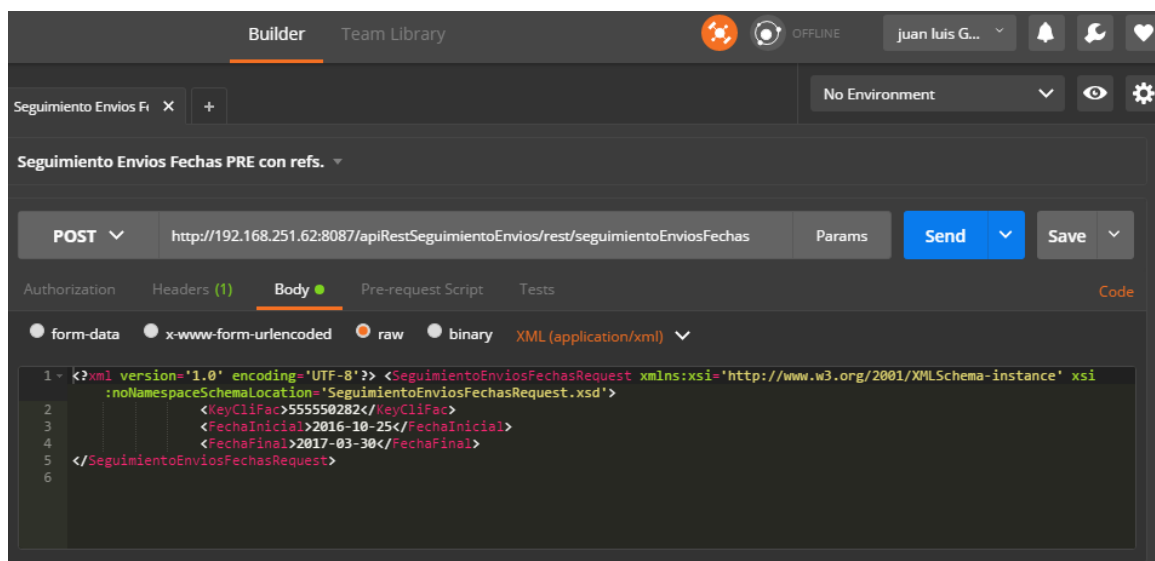 Builder Team Library OFFLINE juan luis G...
Seguimiento Envios Fe × + No Environment
Seguimiento Envios Fechas PRE con refs.
POST http://192.168.251.62:8087/apiRestSeguimientoEnvios/rest/seguimientoEnviosFechas Params Send Save
Authorization Headers (1) Body Pre-request Script Tests Code
form-data x-www-form-urlencoded raw binary XML (application/xml)
1 <?xml version='1.0' encoding='UTF-8'?> <SeguimientoEnviosFechasRequest xmlns:xsi='http://www.w3.org/2001/XMLSchema-instance' xsi
:noNamespaceSchemaLocation='SeguimientoEnviosFechasRequest.xsd'>
2 <KeyCliFac>555550282</KeyCliFac>
3 <FechaInicial>2016-10-25</FechaInicial>
4 <FechaFinal>2017-03-30</FechaFinal>
5 </SeguimientoEnviosFechasRequest>
6